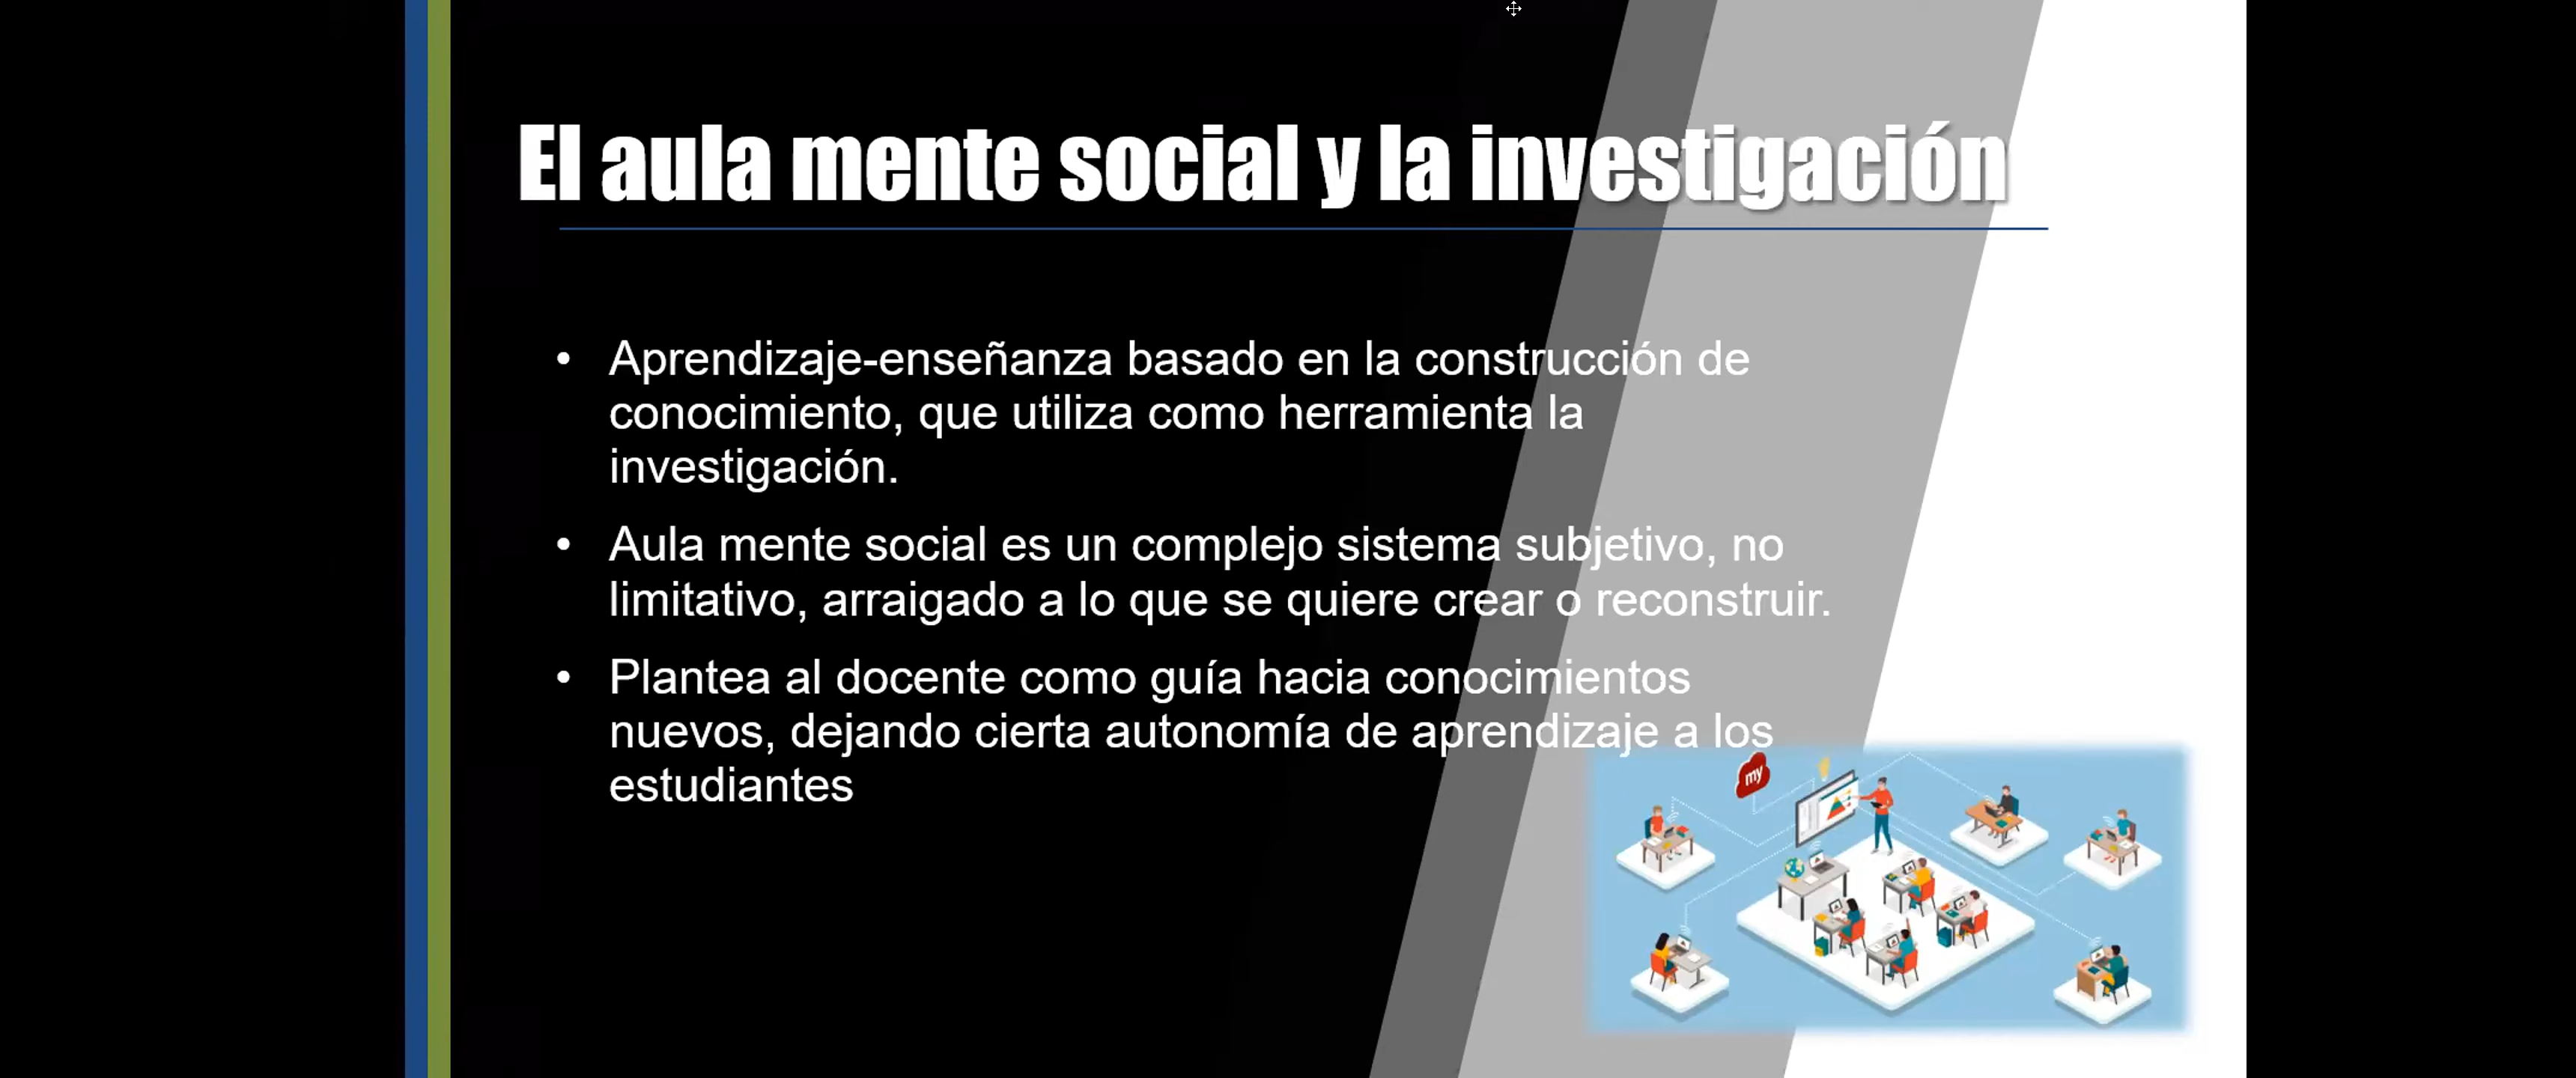 El aula mente social y la investigación
• Aprendizaje-enseñanza basado en la construcción de
conocimiento, que utiliza como herramienta la
investigación.
• Aula mente social es un complejo sistema subjetivo, no
limitativo, arraigado a lo que se quiere crear o reconstruir.
• Plantea al docente como guía hacia conocimientos
nuevos, dejando cierta autonomía de aprendizaje a los
estudiantes
my